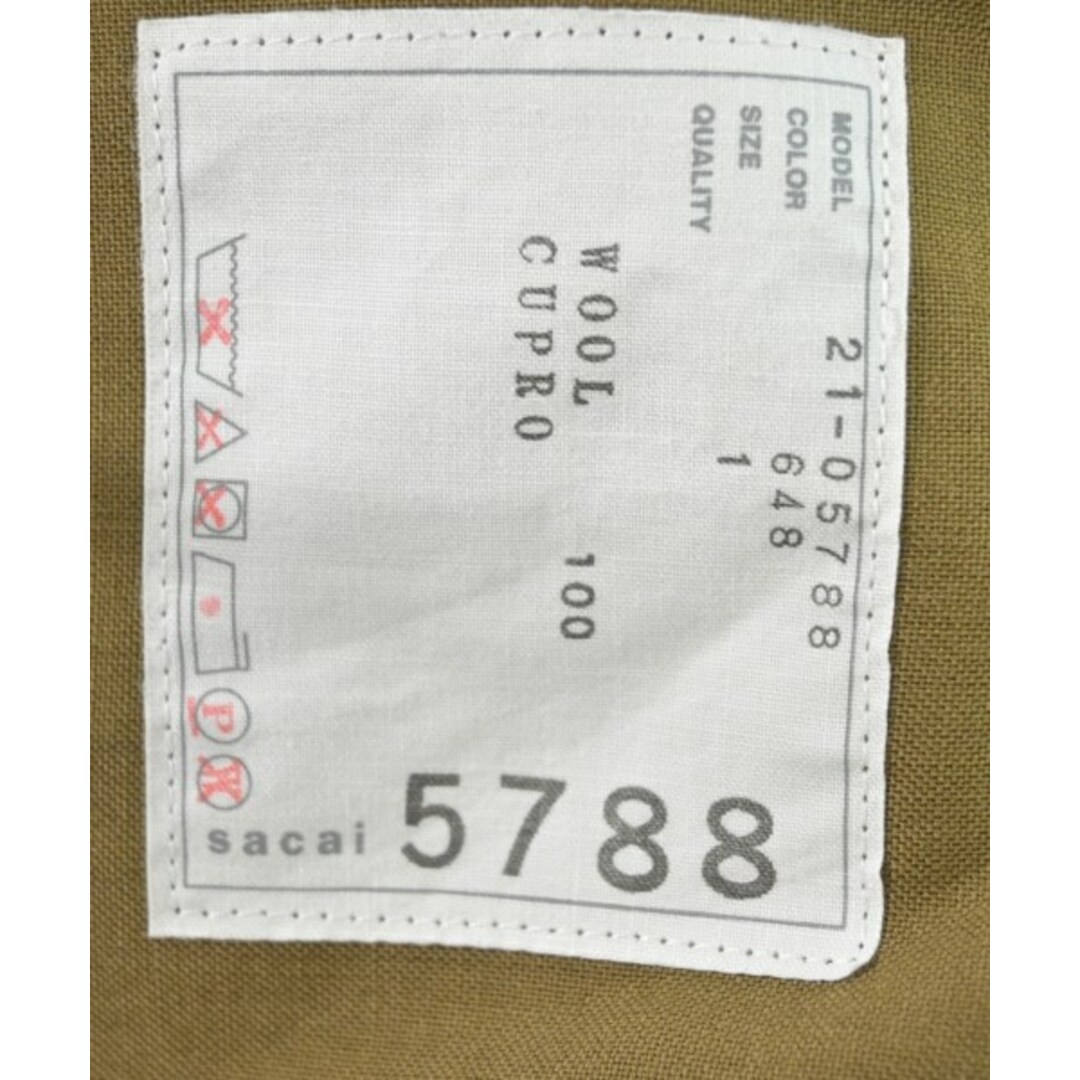 MODEL 21-05788
COLOR 648
SIZE 1
QUALITY
WOOL 100
CUPRO
P
W
sacai
5788